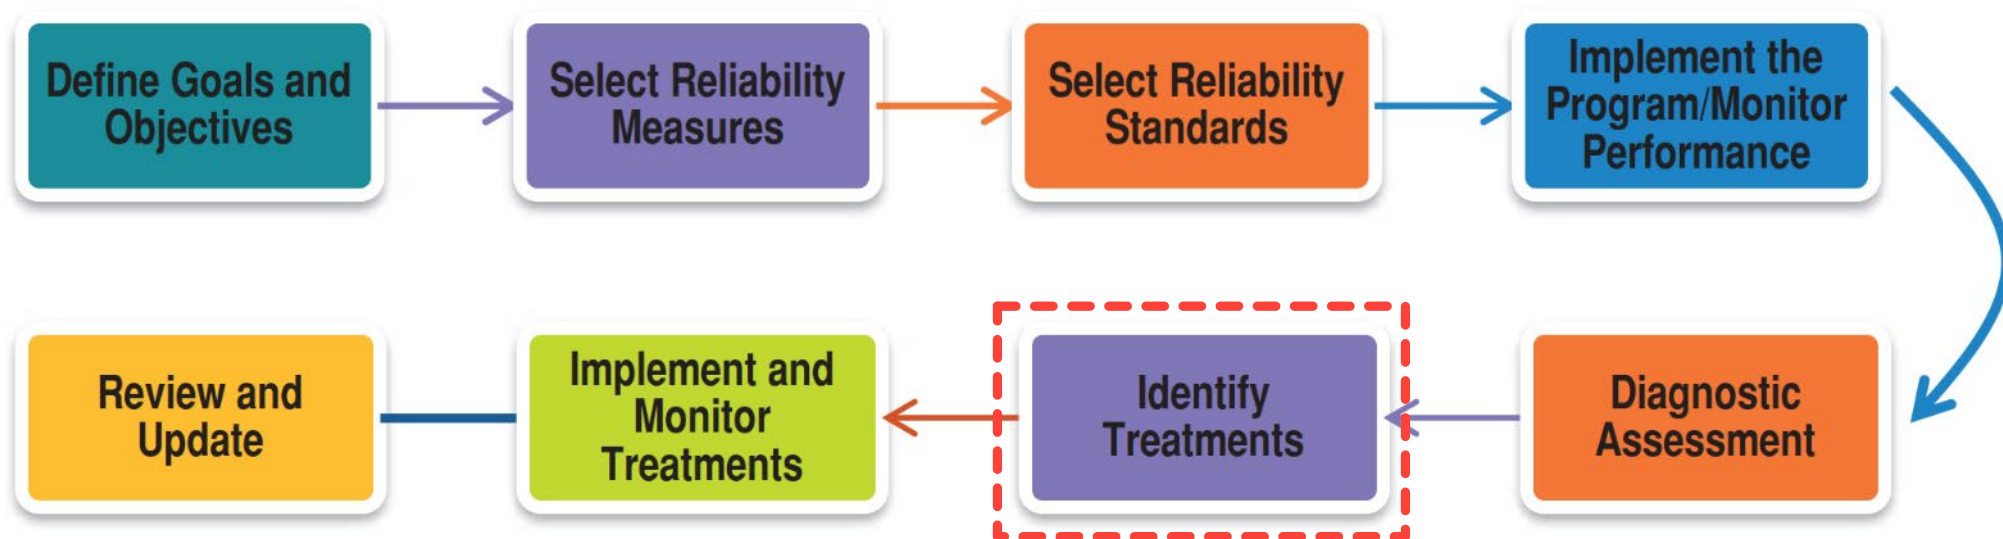 Define Goals and
Objectives
Select Reliability
Measures
Select Reliability
Standards
Implement the
Program/Monitor
Performance
Diagnostic
Assessment
Identify
Treatments
Implement and
Monitor
Treatments
Review and
Update